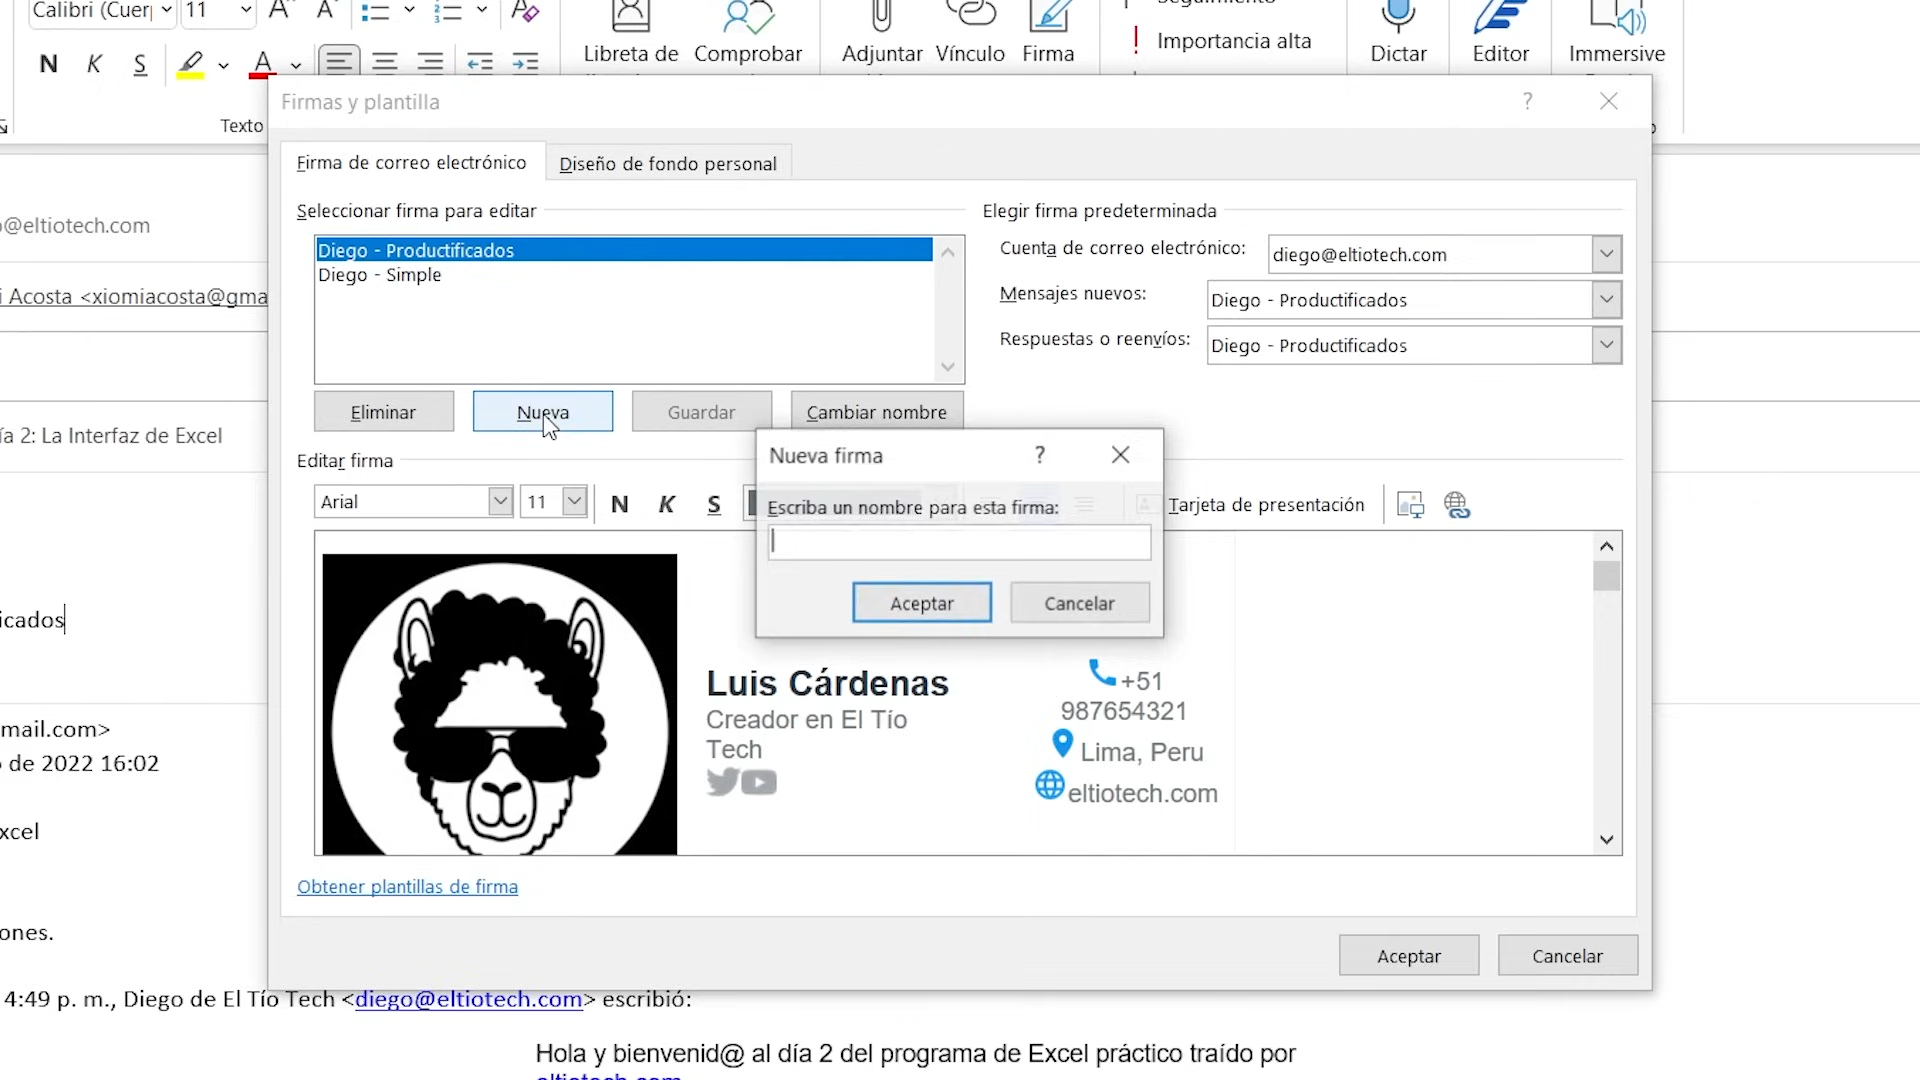 Calibri (Cuer
11
Seguimiento
N K S A
Libreta de
Comprobar
Adjuntar
Vínculo
Firma
Importancia alta
Dictar
Editor
Immersive
Texto
Firmas y plantilla
?
Firma de correo electrónico
Diseño de fondo personal
Seleccionar firma para editar
Diego - Productificados
Diego - Simple
Eliminar
Nueva
Guardar
Cambiar nombre
Elegir firma predeterminada
Cuenta de correo electrónico:
diego@eltiotech.com
Mensajes nuevos:
Diego - Productificados
Respuestas o reenvíos:
Diego - Productificados
Editar firma
Arial
11
N K S
Tarjeta de presentación
Nueva firma
?
Escriba un nombre para esta firma:
Aceptar
Cancelar
Luis Cárdenas
Creador en El Tío
Tech
+51
987654321
Lima, Peru
eltiotech.com
Obtener plantillas de firma
Aceptar
Cancelar
@eltiotech.com
i Acosta <xiomiacosta@gma
ía 2: La Interfaz de Excel
icados
mail.com>
de 2022 16:02
xcel
ones.
4:49 p. m., Diego de El Tío Tech <diego@eltiotech.com> escribió:
Hola y bienvenid@ al día 2 del programa de Excel práctico traído por
eltiotech.com